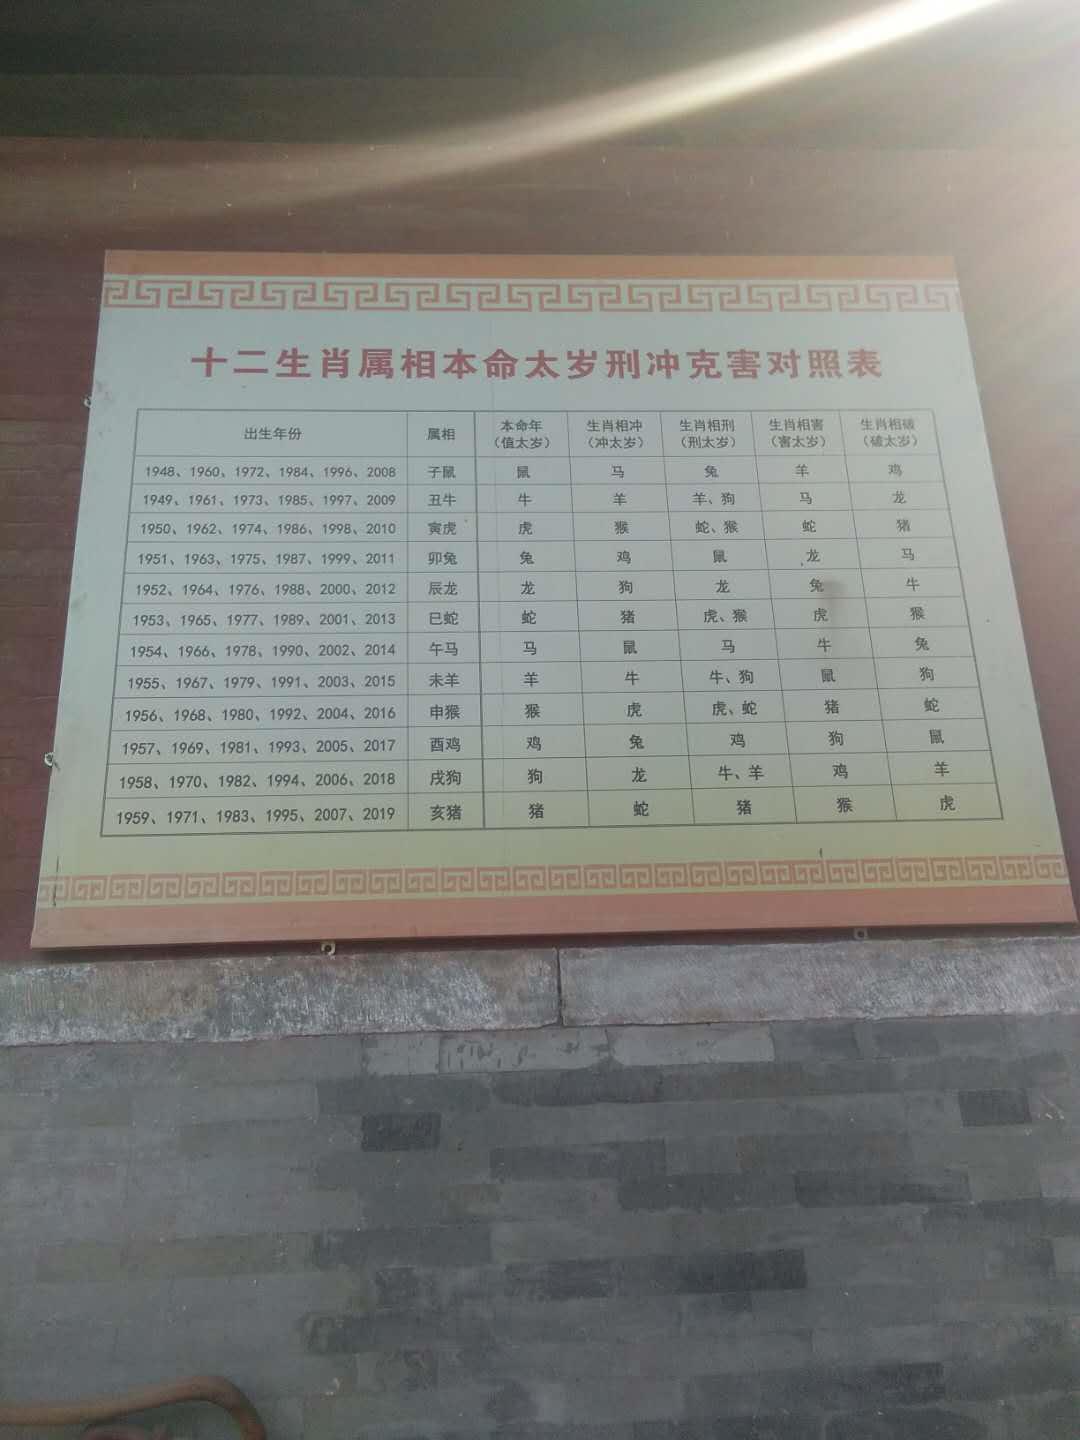 十二生肖属相本命太岁刑冲克害对照表
出生年份 属相 本命年（值太岁） 生肖相冲（冲太岁） 生肖相刑（刑太岁） 生肖相害（害太岁） 生肖相破（破太岁）
1948、1960、1972、1984、1996、2008 子鼠 鼠 马 兔 羊 鸡
1949、1961、1973、1985、1997、2009 丑牛 牛 羊 羊、狗 马 龙
1950、1962、1974、1986、1998、2010 寅虎 虎 猴 蛇、猴 蛇 猪
1951、1963、1975、1987、1999、2011 卯兔 兔 鸡 鼠 龙 马
1952、1964、1976、1988、2000、2012 辰龙 龙 狗 龙 兔 牛
1953、1965、1977、1989、2001、2013 巳蛇 蛇 猪 虎、猴 虎 猴
1954、1966、1978、1990、2002、2014 午马 马 鼠 马 牛 兔
1955、1967、1979、1991、2003、2015 未羊 羊 牛 牛、狗 鼠 狗
1956、1968、1980、1992、2004、2016 申猴 猴 虎 虎、蛇 猪 蛇
1957、1969、1981、1993、2005、2017 酉鸡 鸡 兔 鸡 狗 鼠
1958、1970、1982、1994、2006、2018 戌狗 狗 龙 牛、羊 鸡 羊
1959、1971、1983、1995、2007、2019 亥猪 猪 蛇 猪 猴 虎